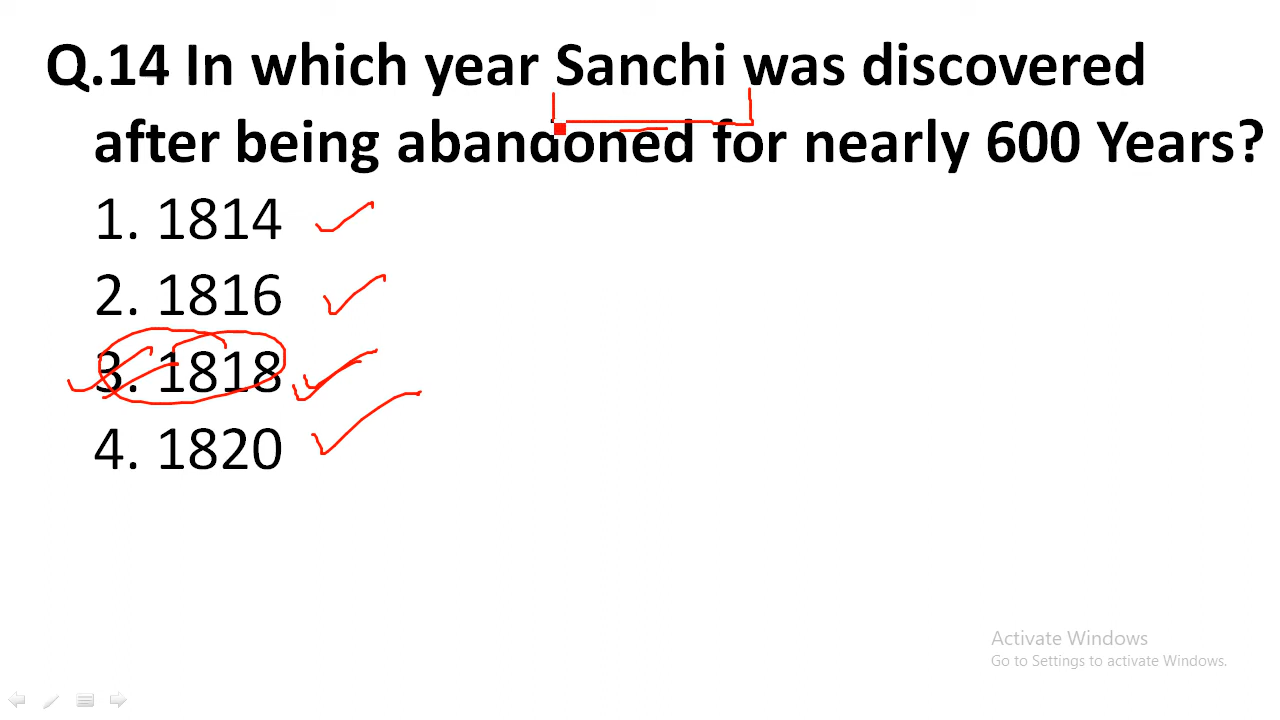 Q.14 In which year Sanchi was discovered
after being abandoned for nearly 600 Years?
1. 1814
2. 1816
3. 1818
4. 1820
Activate Windows
Go to Settings to activate Windows.